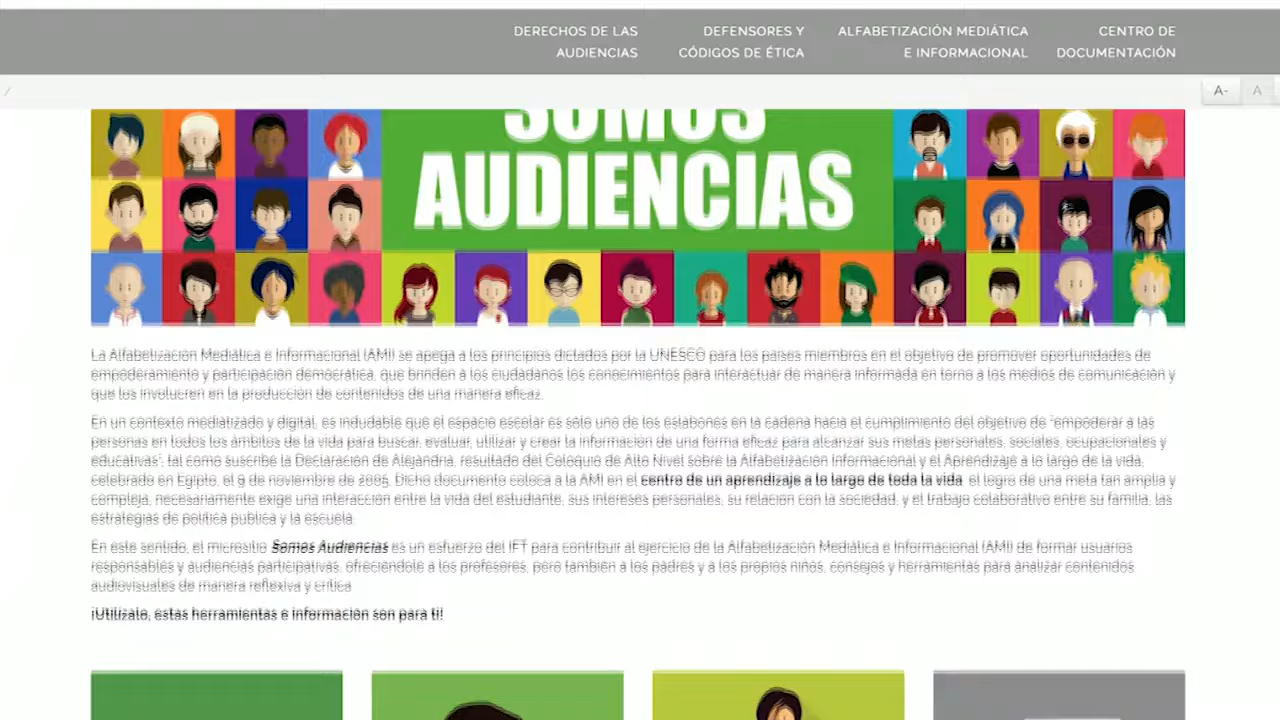 DERECHOS DE LAS
AUDIENCIAS
DEFENSORES Y
CÓDIGOS DE ÉTICA
ALFABETIZACIÓN MEDIÁTICA
E INFORMACIONAL
CENTRO DE
DOCUMENTACIÓN
/
A-
A
SOMOS
AUDIENCIAS
La Alfabetización Mediática e Informacional (AMI) se apega a los principios dictados por la UNESCO para los países miembros en el objetivo de promover oportunidades de
empoderamiento y participación democrática, que brinden a los ciudadanos los conocimientos para interactuar de manera informada en torno a los medios de comunicación y
que los involucren en la producción de contenidos de una manera eficaz.
En un contexto mediatizado y digital, es indudable que el espacio escolar es sólo uno de los eslabones en la cadena hacia el cumplimiento del objetivo de "empoderar a las
personas en todos los ámbitos de la vida para buscar, evaluar, utilizar y crear la información de una forma eficaz para alcanzar sus metas personales, sociales, ocupacionales y
educativas", tal como suscribe la Declaración de Alejandría, resultado del Coloquio de Alto Nivel sobre la Alfabetización Informacional y el Aprendizaje a lo largo de la vida,
celebrado en Egipto, el 9 de noviembre de 2005. Dicho documento coloca a la AMI en el centro de un aprendizaje a lo largo de toda la vida, el logro de una meta tan amplia y
compleja, necesariamente exige una interacción entre la vida del estudiante, sus intereses personales, su relación con la sociedad, y el trabajo colaborativo entre su familia, las
estrategias de política pública y la escuela.
En este sentido, el micrositio Somos Audiencias es un esfuerzo del IFT para contribuir al ejercicio de la Alfabetización Mediática e Informacional (AMI) de formar usuarios
responsables y audiencias participativas, ofreciéndole a los profesores, pero también a los padres y a los propios niños, consejos y herramientas para analizar contenidos
audiovisuales de manera reflexiva y crítica.
¡Utilízalo, estas herramientas e información son para ti!